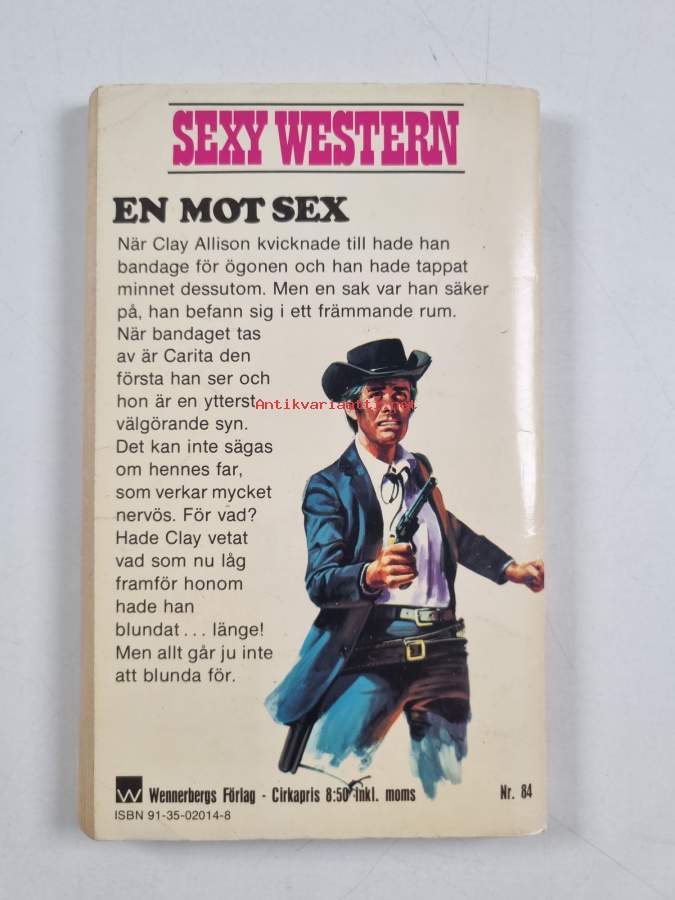 SEXY WESTERN
EN MOT SEX
När Clay Allison kvicknade till hade han
bandage för ögonen och han hade tappat
minnet dessutom. Men en sak var han säker
på, han befann sig i ett främmande rum.
När bandaget tas
av är Carita den
första han ser och
hon är en ytterst
Antikvariaatti.net
välgörande syn.
Det kan inte sägas
om hennes far,
som verkar mycket
nervös. För vad?
Hade Clay vetat
vad som nu låg
framför honom
hade han
blundat... länge!
Men allt går ju inte
att blunda för.
W Wennerbergs Förlag - Cirkapris 8:50 inkl. moms Nr. 84
ISBN 91-35-02014-8